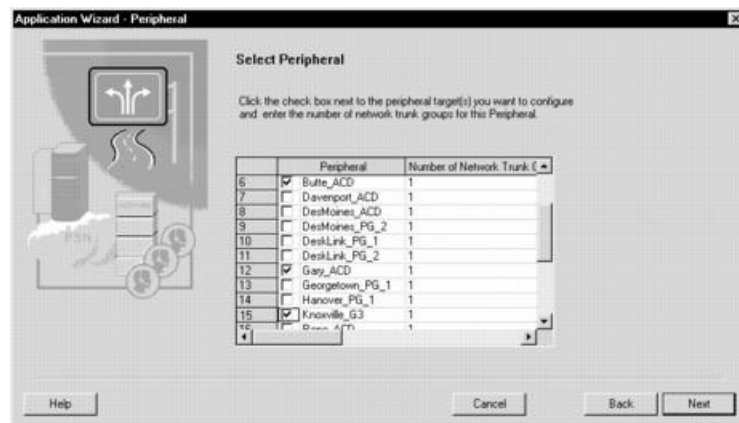 Application Wizard - Peripheral
Select Peripheral
Click the check box next to the peripheral target(s) you want to configure
and enter the number of network trunk groups for this Peripheral.
Peripheral Number of Network Trunk G
6 Butte_ACD 1
7 Davenport_ACD 1
8 DesMoines_ACD 1
9 DesMoines_PG_2 1
10 DeskLink_PG_1 1
11 DeskLink_PG_2 1
12 Gary_ACD 1
13 Georgetown_PG_1 1
14 Hanover_PG_1 1
15 Knoxville_G3 1
PSN
Help Cancel Back Next